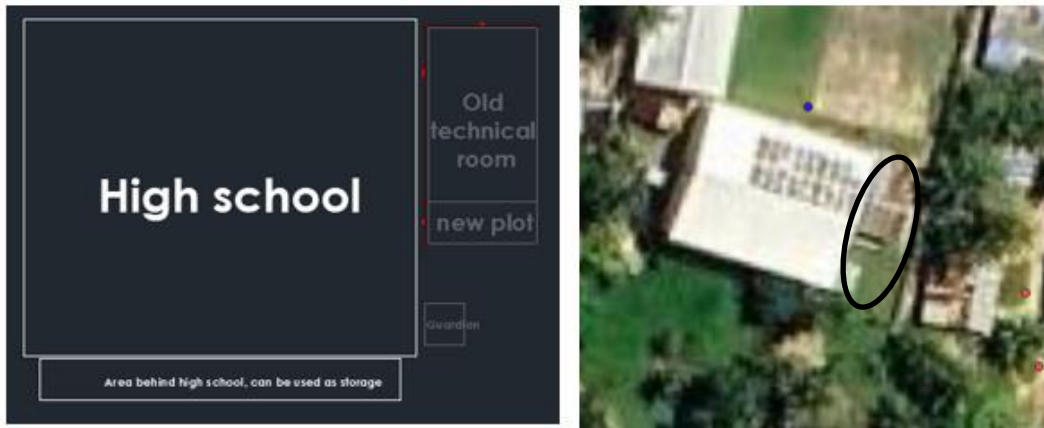 High school
Old
technical
room
new plot
Guardian
Area behind high school, can be used as storage